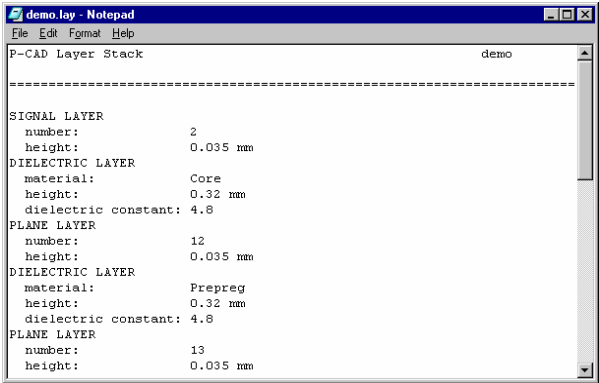 demo.lay - Notepad
File Edit Format Help
P-CAD Layer Stack demo
========================================================================
SIGNAL LAYER
number: 2
height: 0.035 mm
DIELECTRIC LAYER
material: Core
height: 0.32 mm
dielectric constant: 4.8
PLANE LAYER
number: 12
height: 0.035 mm
DIELECTRIC LAYER
material: Prepreg
height: 0.32 mm
dielectric constant: 4.8
PLANE LAYER
number: 13
height: 0.035 mm